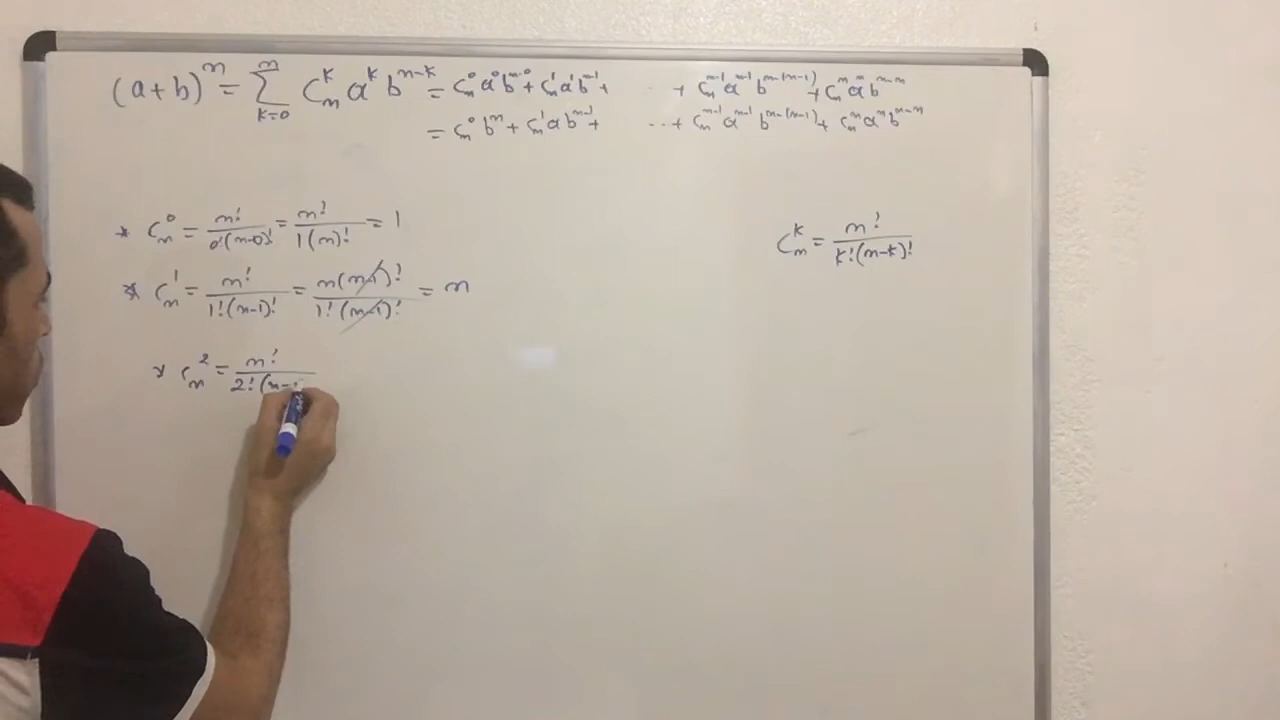 (a+b)ⁿ = ∑_{k=0}^{n} C_n^k a^k b^{n-k} = C_n^0 a^0 b^{n-0} + C_n^1 a^1 b^{n-1} + ... + C_n^{n-1} a^{n-1} b^{n-(n-1)} + C_n^n a^n b^{n-n}
= C_n^0 b^n + C_n^1 a b^{n-1} + ... + C_n^{n-1} a^{n-1} b^{n-(n-1)} + C_n^n a^n b^{n-n}
* C_n^0 = n!/0!(n-0)! = n!/1(n)! = 1
C_n^k = n!/k!(n-k)!
* C_n^1 = n!/1!(n-1)! = n(n-1)!/1!(n-1)! = n
* C_n^2 = n!/2!(n-